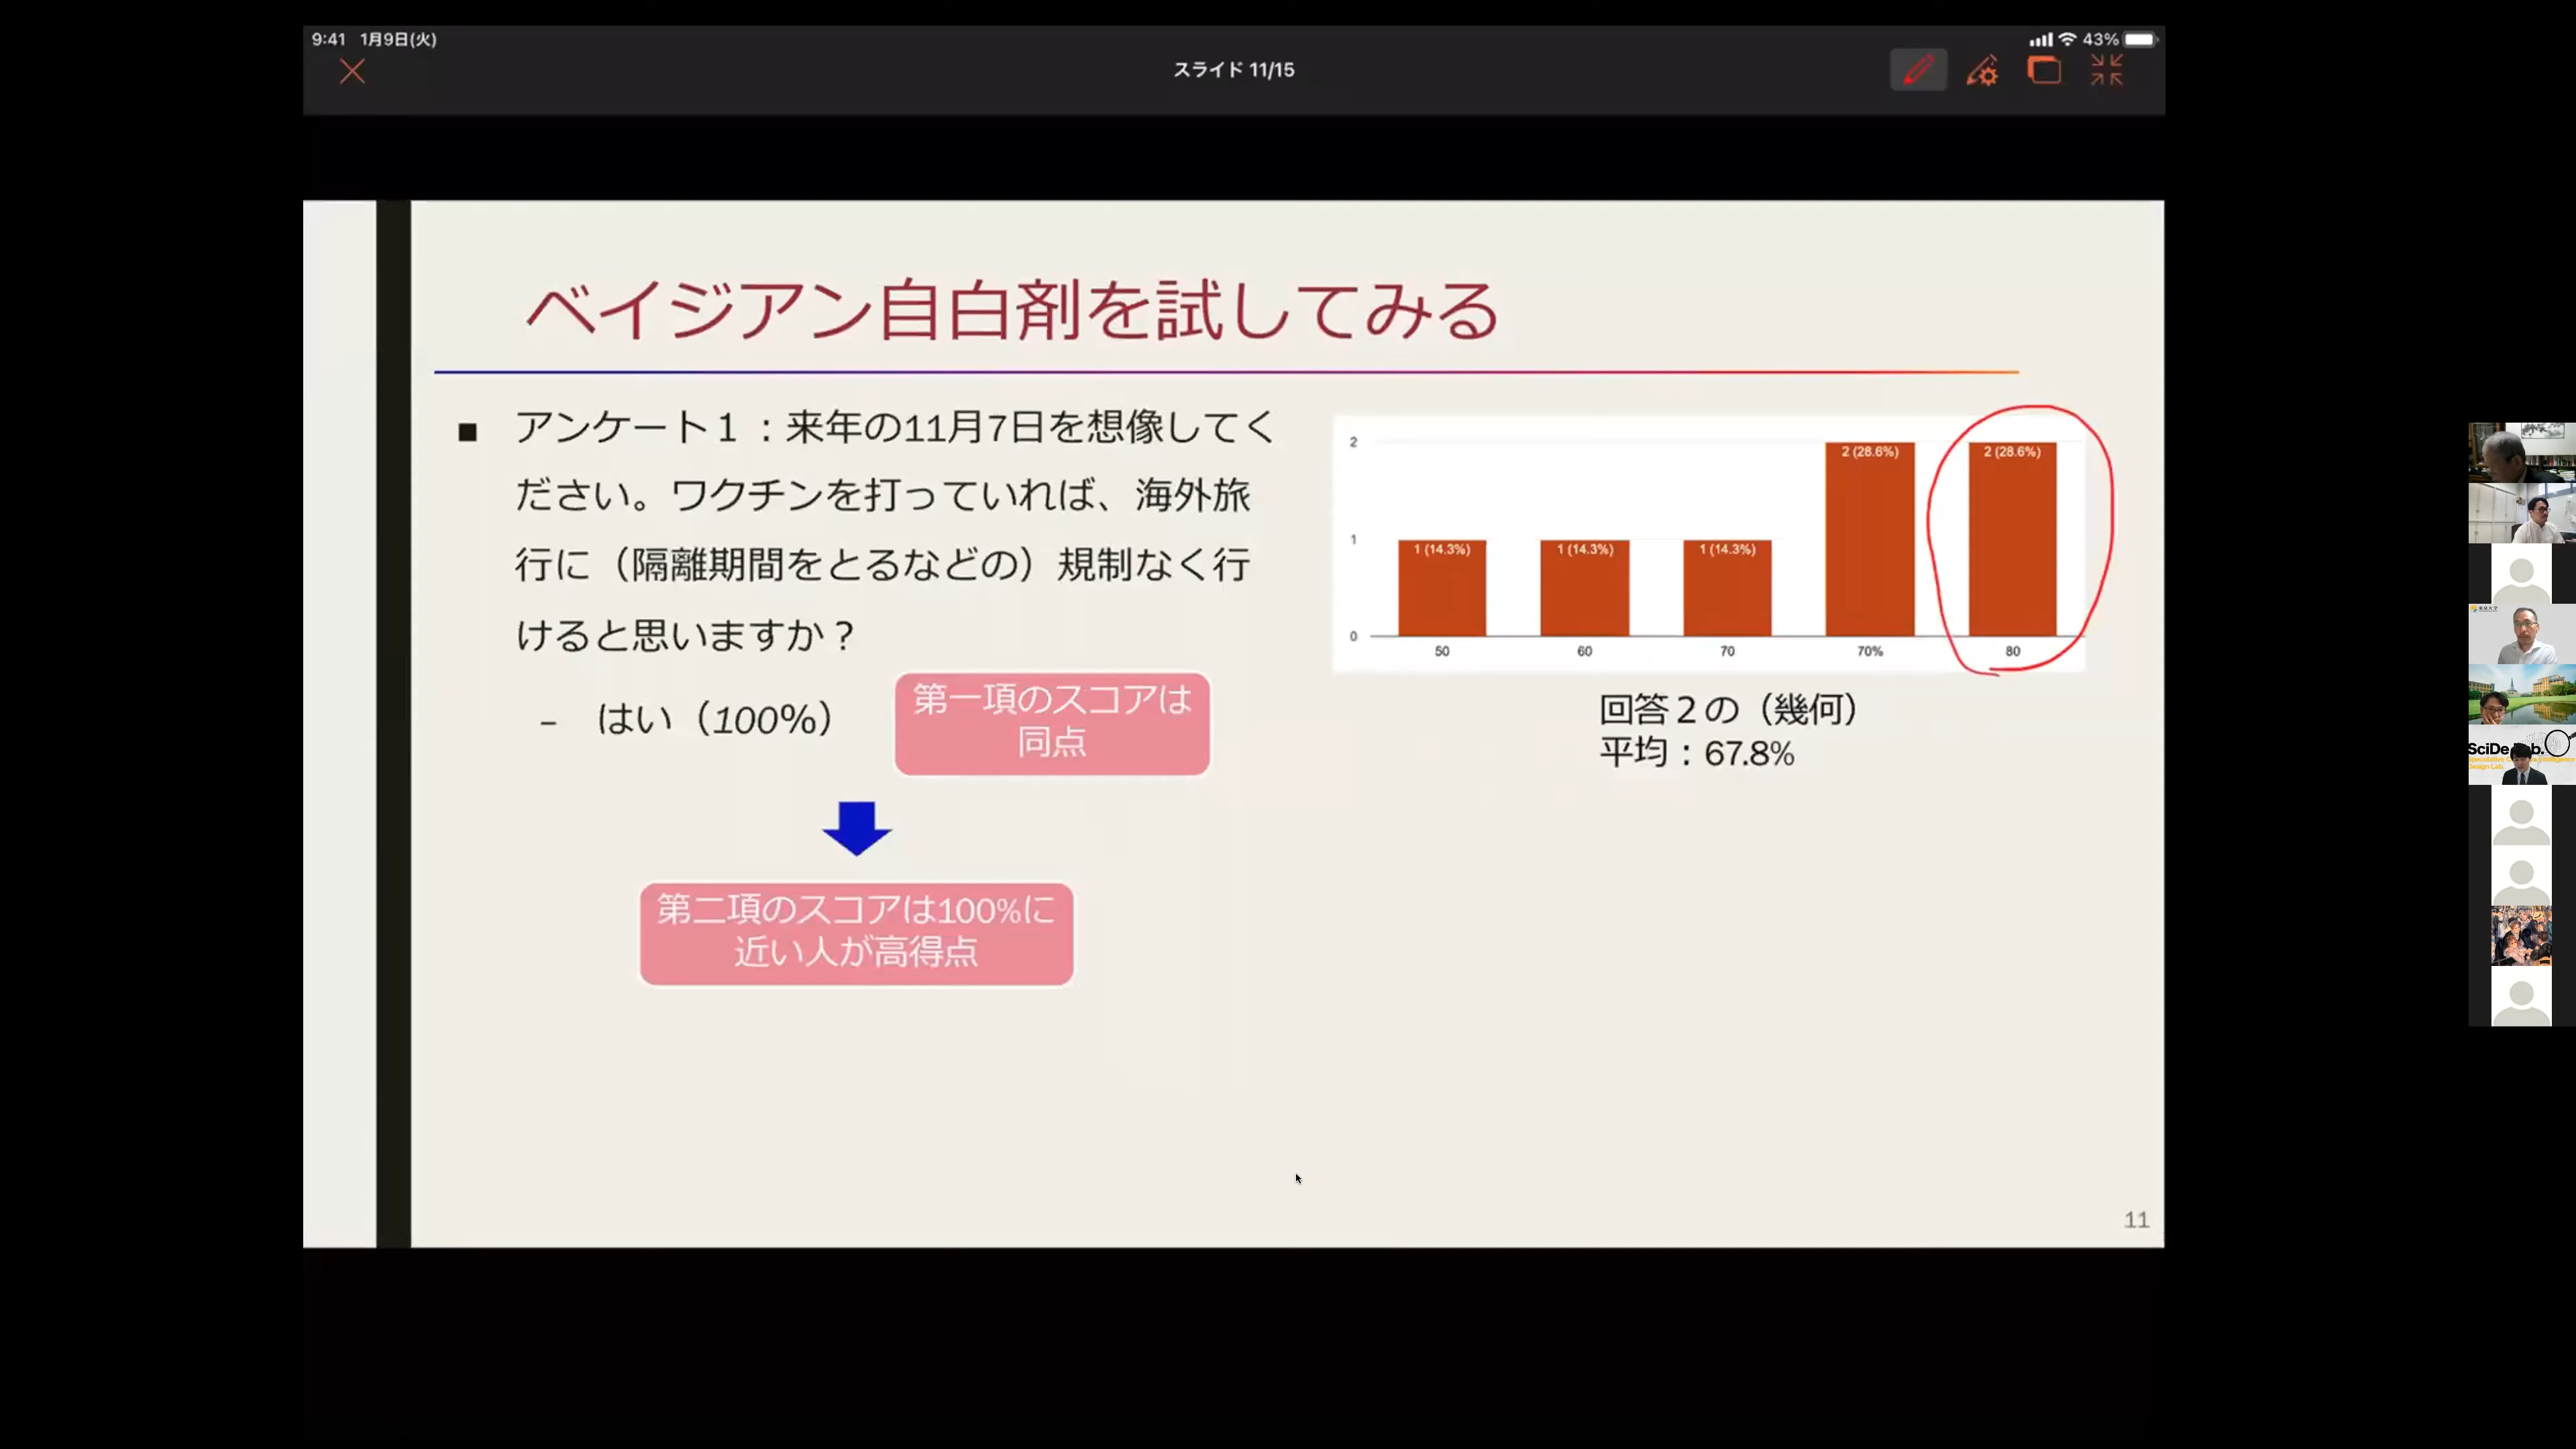 9:41 1月9日(火)
43%
スライド 11/15
ベイジアン自白剤を試してみる
■ アンケート１：来年の11月7日を想像してく
ださい。ワクチンを打っていれば、海外旅
行に（隔離期間をとるなどの）規制なく行
けると思いますか？
– はい（100%）
第一項のスコアは
同点
第二項のスコアは100%に
近い人が高得点
2
1
0
1 (14.3%)
1 (14.3%)
1 (14.3%)
2 (28.6%)
2 (28.6%)
50
60
70
70%
80
回答２の（幾何）
平均：67.8%
11
東京大学